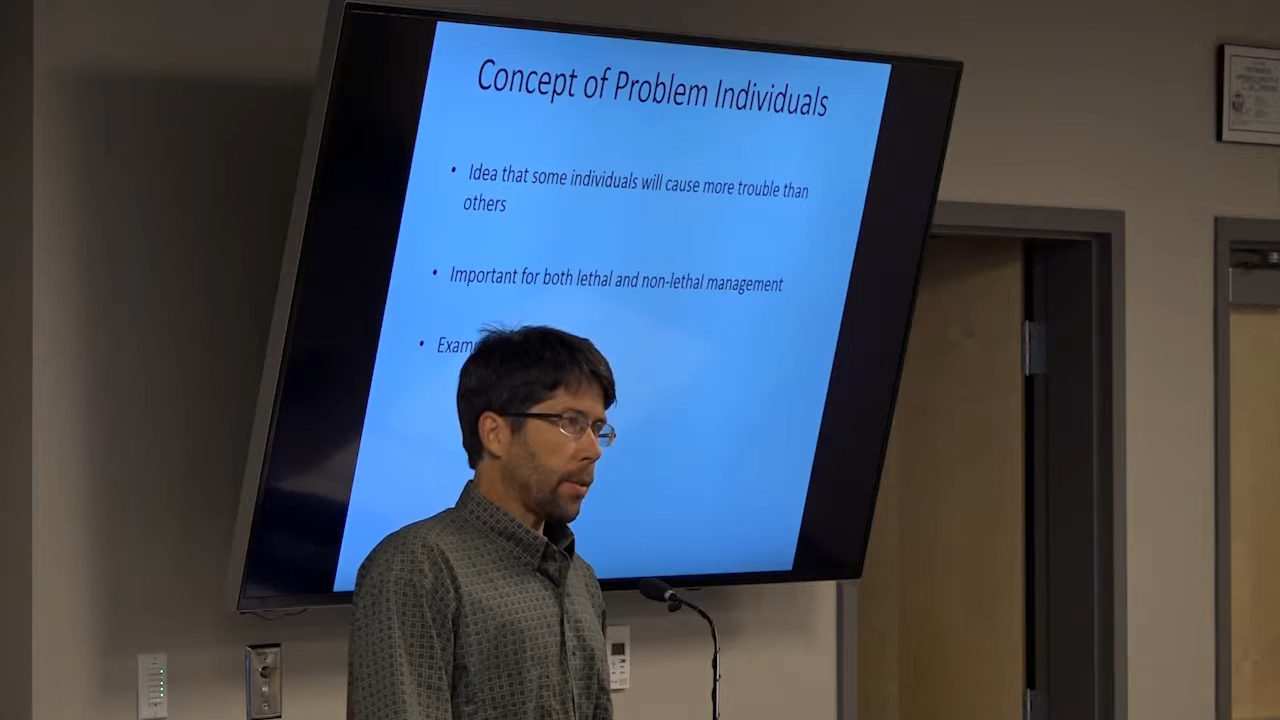 Concept of Problem Individuals
• Idea that some individuals will cause more trouble than
others
• Important for both lethal and non-lethal management
•